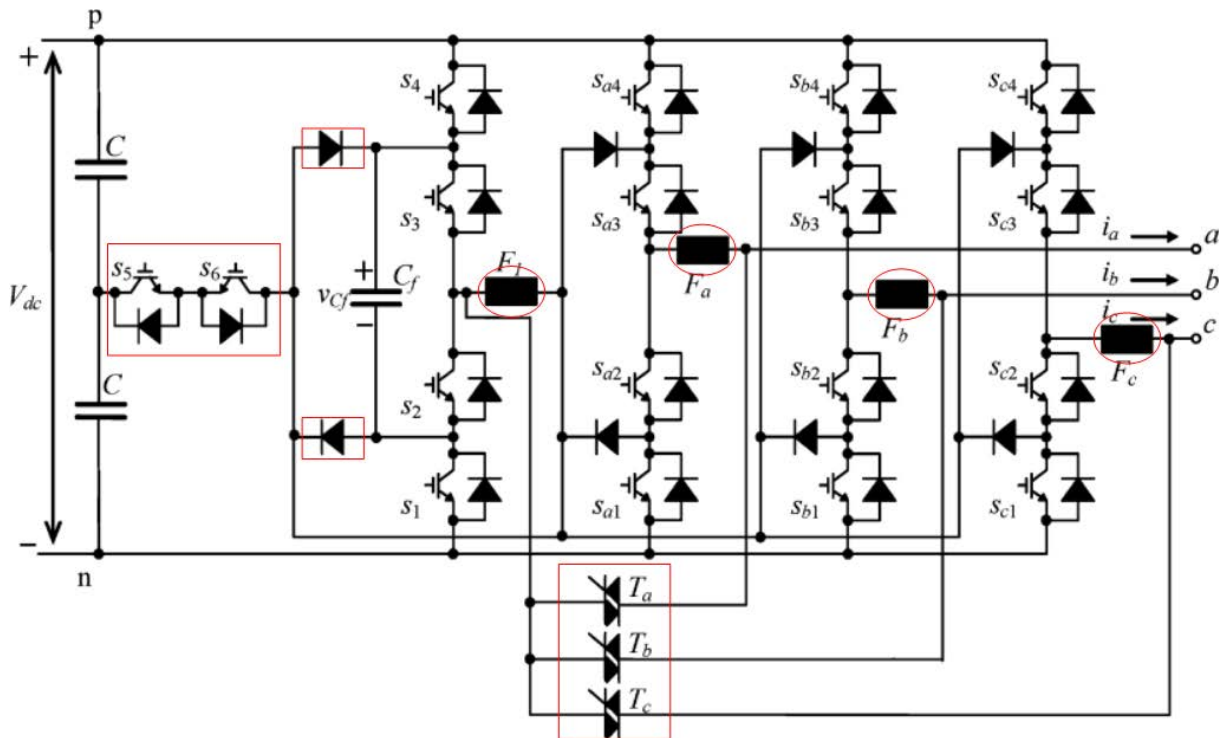 p
+
s4 sa4 sb4 sc4
C
s3 sa3 sb3 sc3
ia a
s5 s6 + Cf F1 Fa ib b
Vdc vCf
− Fb ic c
Fc
C
s2 sa2 sb2 sc2
s1 sa1 sb1 sc1
−
n
Ta
Tb
Tc